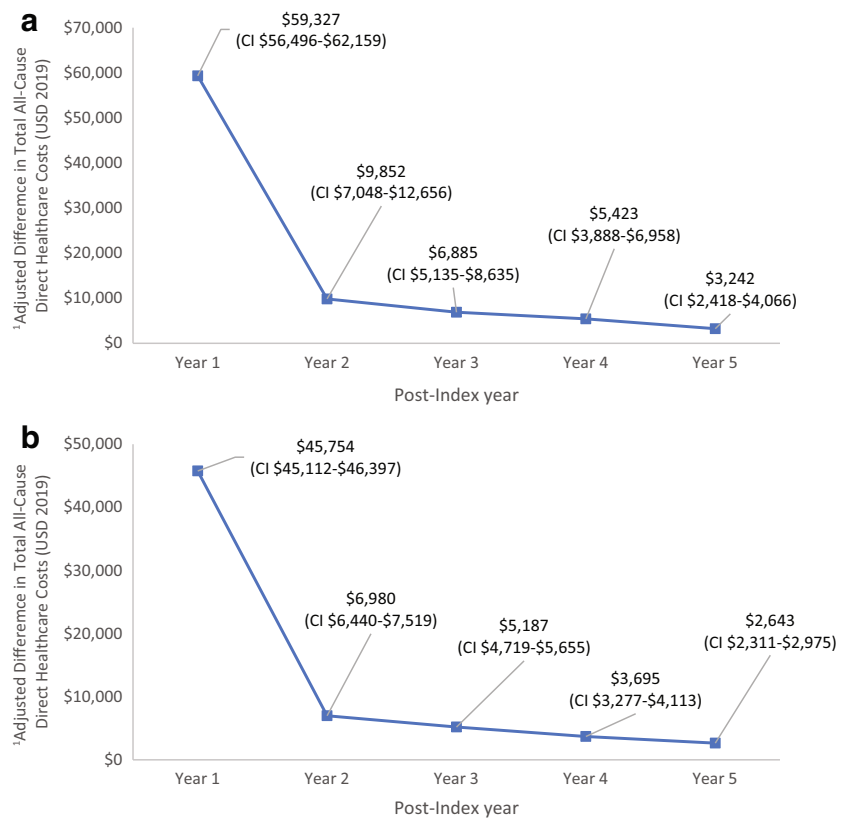 a
¹Adjusted Differemce in Total All-Cause
Direct Healthcare Costs (USD 2019)
$70,000
$60,000
$50,000
$40,000
$30,000
$20,000
$10,000
$0
$59,327
(CI $56,496-$62,159)
$9,852
(CI $7,048-$12,656)
$6,885
(CI $5,135-$8,635)
$5,423
(CI $3,888-$6,958)
$3,242
(CI $2,418-$4,066)
Year 1 Year 2 Year 3 Year 4 Year 5
Post-Index year
b
¹Adjusted Differemce in Total All-Cause
Direct Healthcare Costs (USD 2019)
$50,000
$40,000
$30,000
$20,000
$10,000
$0
$45,754
(CI $45,112-$46,397)
$6,980
(CI $6,440-$7,519)
$5,187
(CI $4,719-$5,655)
$3,695
(CI $3,277-$4,113)
$2,643
(CI $2,311-$2,975)
Year 1 Year 2 Year 3 Year 4 Year 5
Post-Index year